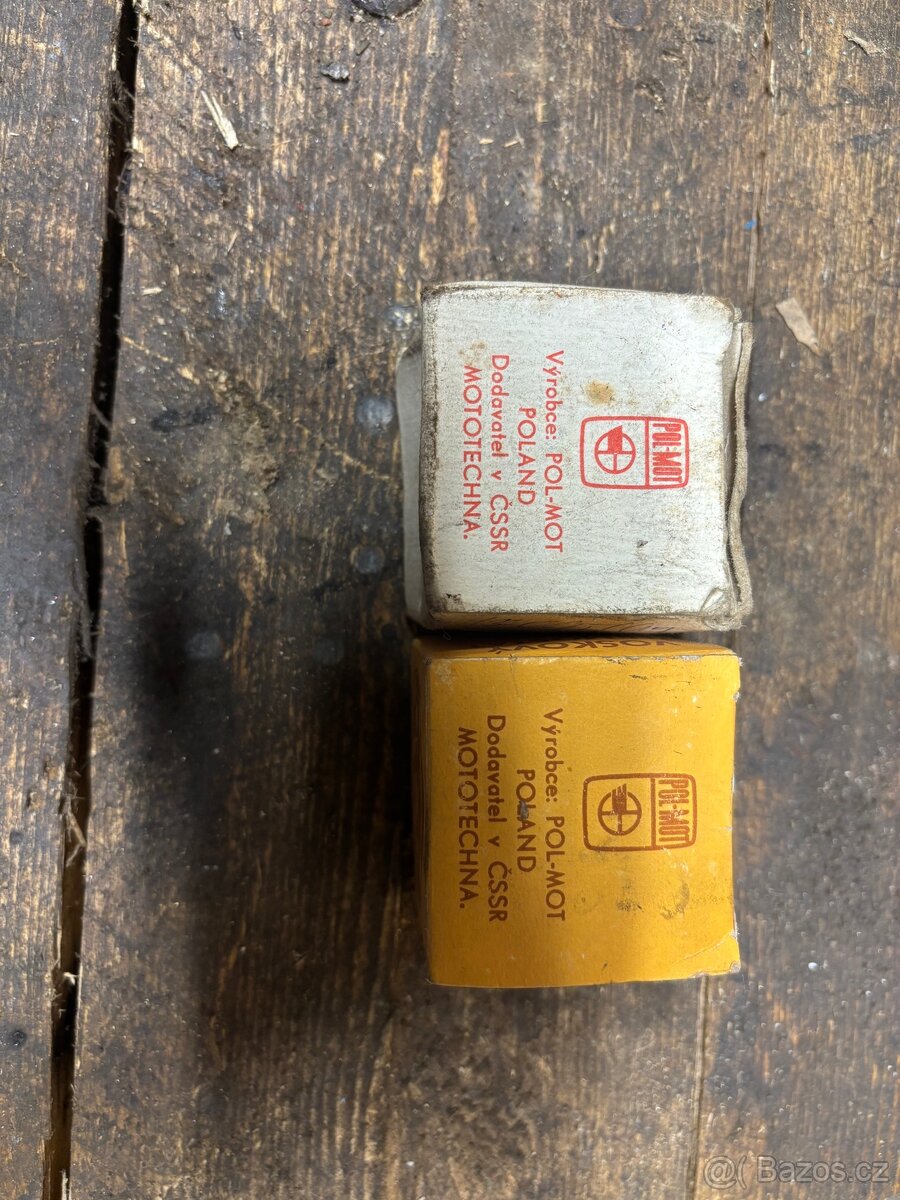 POL-MOT
Výrobce: POL-MOT
POLAND
Dodavatel v ČSSR
MOTOTECHNA.
POL-MOT
Výrobce: POL-MOT
POLAND
Dodavatel v ČSSR
MOTOTECHNA.
@ Bazos.cz